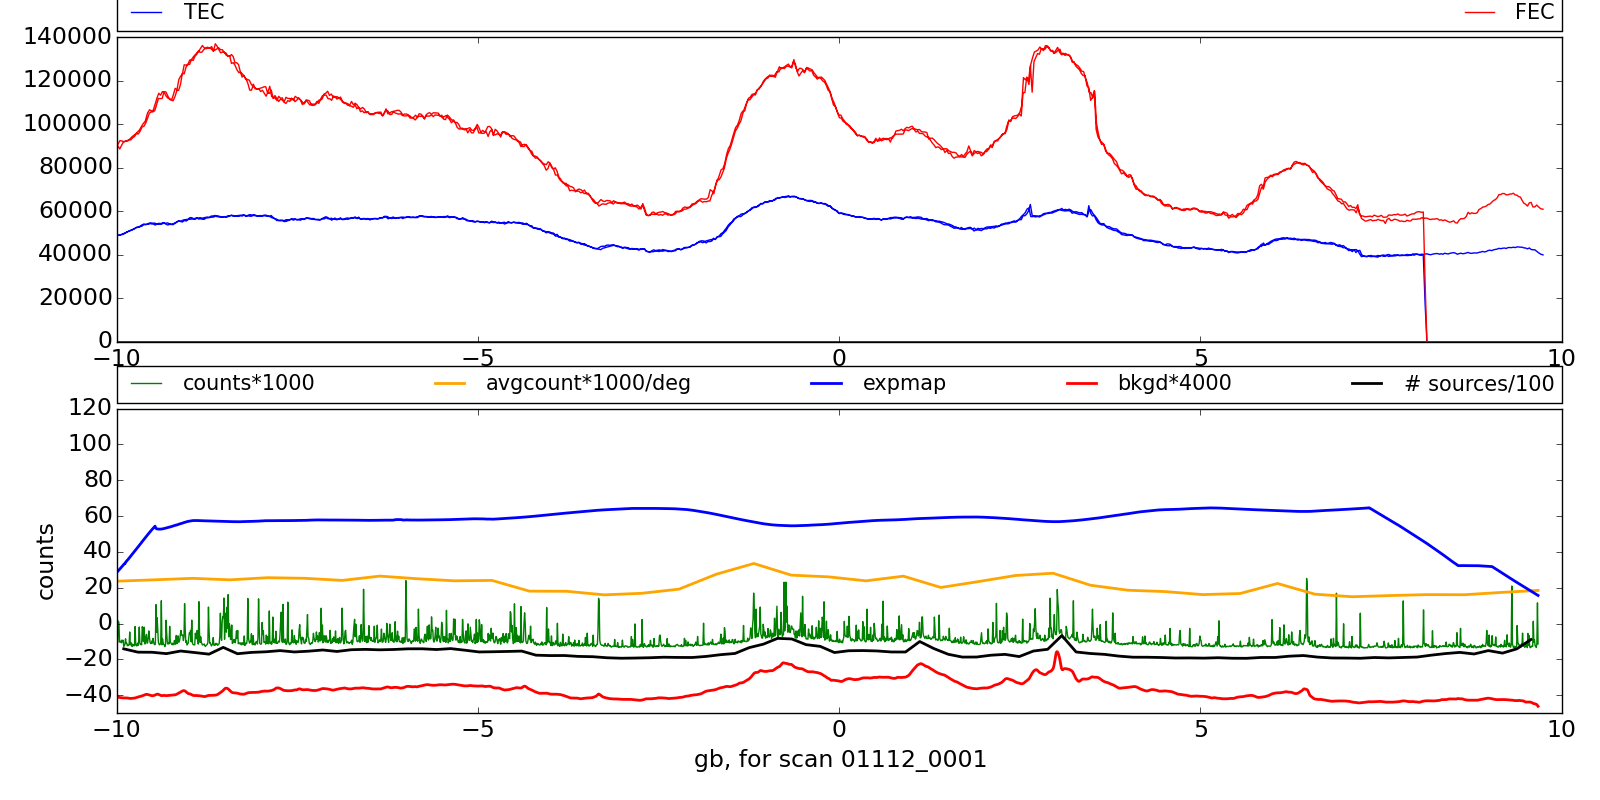 TEC FEC
140000
120000
100000
80000
60000
40000
20000
0
−10 −5 0 5 10
counts*1000 avgcount*1000/deg expmap bkgd*4000 # sources/100
120
100
80
60
40
20
0
−20
−40
counts
−10 −5 0 5 10
gb, for scan 01112_0001